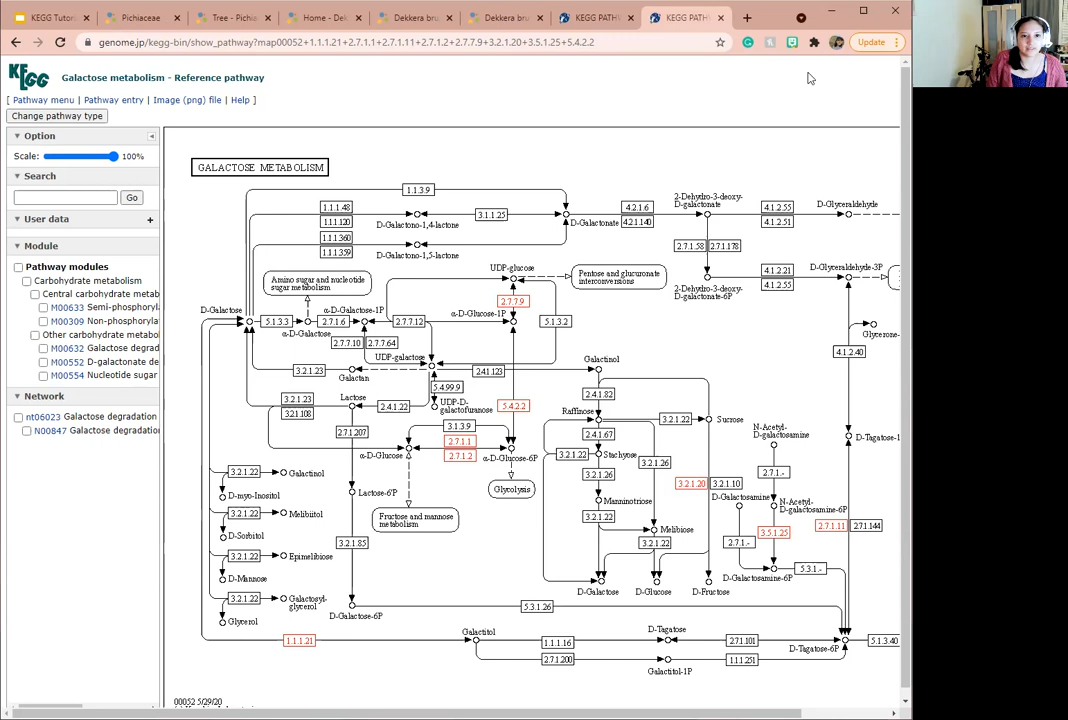 KEGG Tutori
Pichiaceae
Tree - Pichia
Home - Dek
Dekkera bru
Dekkera bru
KEGG PATH
KEGG PATH
genome.jp/kegg-bin/show_pathway?map00052+1.1.1.21+2.7.1.1+2.7.1.11+2.7.1.2+2.7.7.9+3.2.1.20+3.5.1.25+5.4.2.2
Update
KEGG
Galactose metabolism - Reference pathway
[ Pathway menu | Pathway entry | Image (png) file | Help ]
Change pathway type
Option
Scale: 100%
Search
Go
User data +
Module
Pathway modules
Carbohydrate metabolism
Central carbohydrate metab
M00633 Semi-phosphoryl
M00309 Non-phosphoryla
Other carbohydrate metabo
M00632 Galactose degrad
M00552 D-galactonate de
M00554 Nucleotide sugar
Network
nt06023 Galactose degradation
N00847 Galactose degradation
GALACTOSE METABOLISM
1.1.3.9
1.1.1.48
1.1.1.120
D-Galactono-1,4-lactone
3.1.1.25
D-Galactonate
4.2.1.6
4.2.1.140
2-Dehydro-3-deoxy-
D-galactonate
4.1.2.55
4.1.2.51
D-Glyceraldehyde
1.1.1.360
1.1.1.359
D-Galactono-1,5-lactone
2.7.1.58
2.7.1.178
Amino sugar and nucleotide
sugar metabolism
UDP-glucose
Pentose and glucuronate
interconversions
4.1.2.21
4.1.2.55
D-Glyceraldehyde-3P
2-Dehydro-3-deoxy-
D-galactonate-6P
2.7.7.9
D-Galactose
5.1.3.3
α-D-Galactose
2.7.1.6
α-D-Galactose-1P
2.7.7.12
α-D-Glucose-1P
5.1.3.2
Glycerone-
2.7.7.10
2.7.7.64
4.1.2.40
UDP-galactose
3.2.1.23
Galactan
2.4.1.123
Galactinol
5.4.99.9
UDP-D-
galactofuranose
2.4.1.82
3.2.1.23
3.2.1.108
Lactose
2.4.1.22
5.4.2.2
Raffinose
3.2.1.22
Sucrose
2.7.1.207
3.1.3.9
2.7.1.1
2.7.1.2
α-D-Glucose
α-D-Glucose-6P
2.4.1.67
N-Acetyl-
D-galactosamine
D-Tagatose-1
3.2.1.22
Stachyose
3.2.1.26
3.2.1.22
Galactinol
D-myo-Inositol
Lactose-6'P
Glycolysis
3.2.1.26
2.7.1.-
3.2.1.20
3.2.1.10
D-Galactosamine
N-Acetyl-
D-galactosamine-6P
Manninotriose
3.2.1.22
Melibiitol
D-Sorbitol
Fructose and mannose
metabolism
3.2.1.22
Melibiose
3.5.1.25
2.7.1.11
2.7.1.144
3.2.1.85
3.2.1.22
2.7.1.-
3.2.1.22
Epimelibiose
D-Mannose
5.3.1.-
D-Galactosamine-6P
D-Galactose
D-Glucose
D-Fructose
3.2.1.22
Galactosyl-
glycerol
Glycerol
D-Galactose-6P
5.3.1.26
1.1.1.21
Galactitol
1.1.1.16
D-Tagatose
2.7.1.101
D-Tagatose-6P
5.1.3.40
2.7.1.200
Galactitol-1P
1.1.1.251
00052 5/29/20